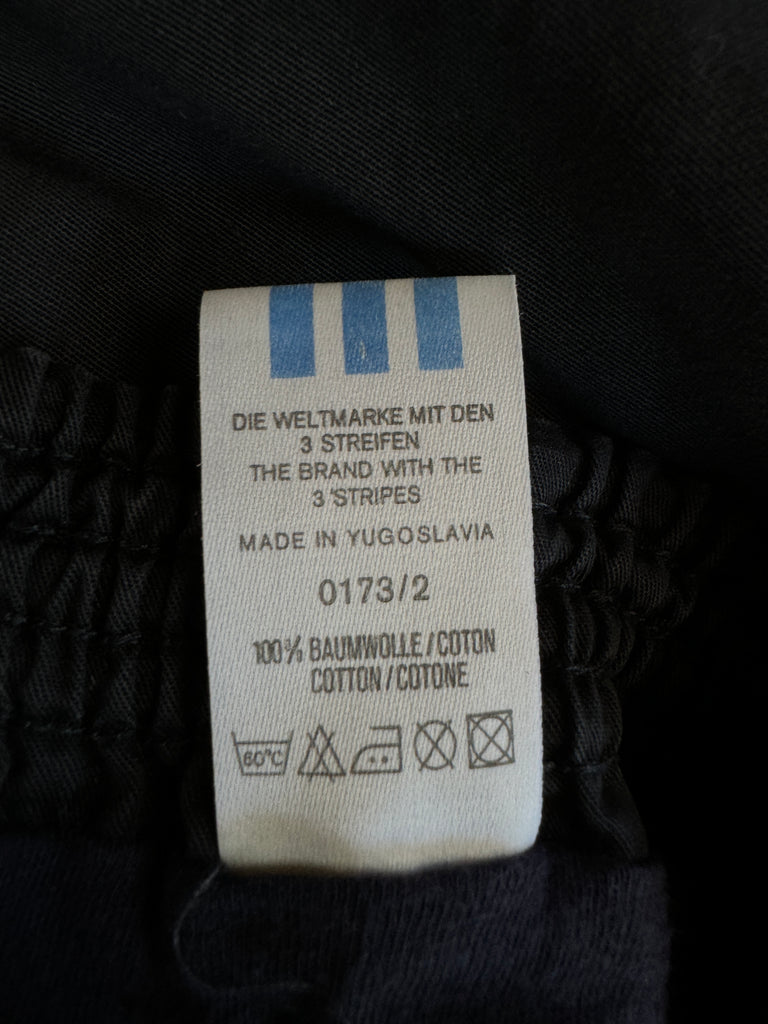 DIE WELTMARKE MIT DEN
3 STREIFEN
THE BRAND WITH THE
3 STRIPES
MADE IN YUGOSLAVIA
0173/2
100% BAUMWOLLE/COTON
COTTON/COTONE
60°C